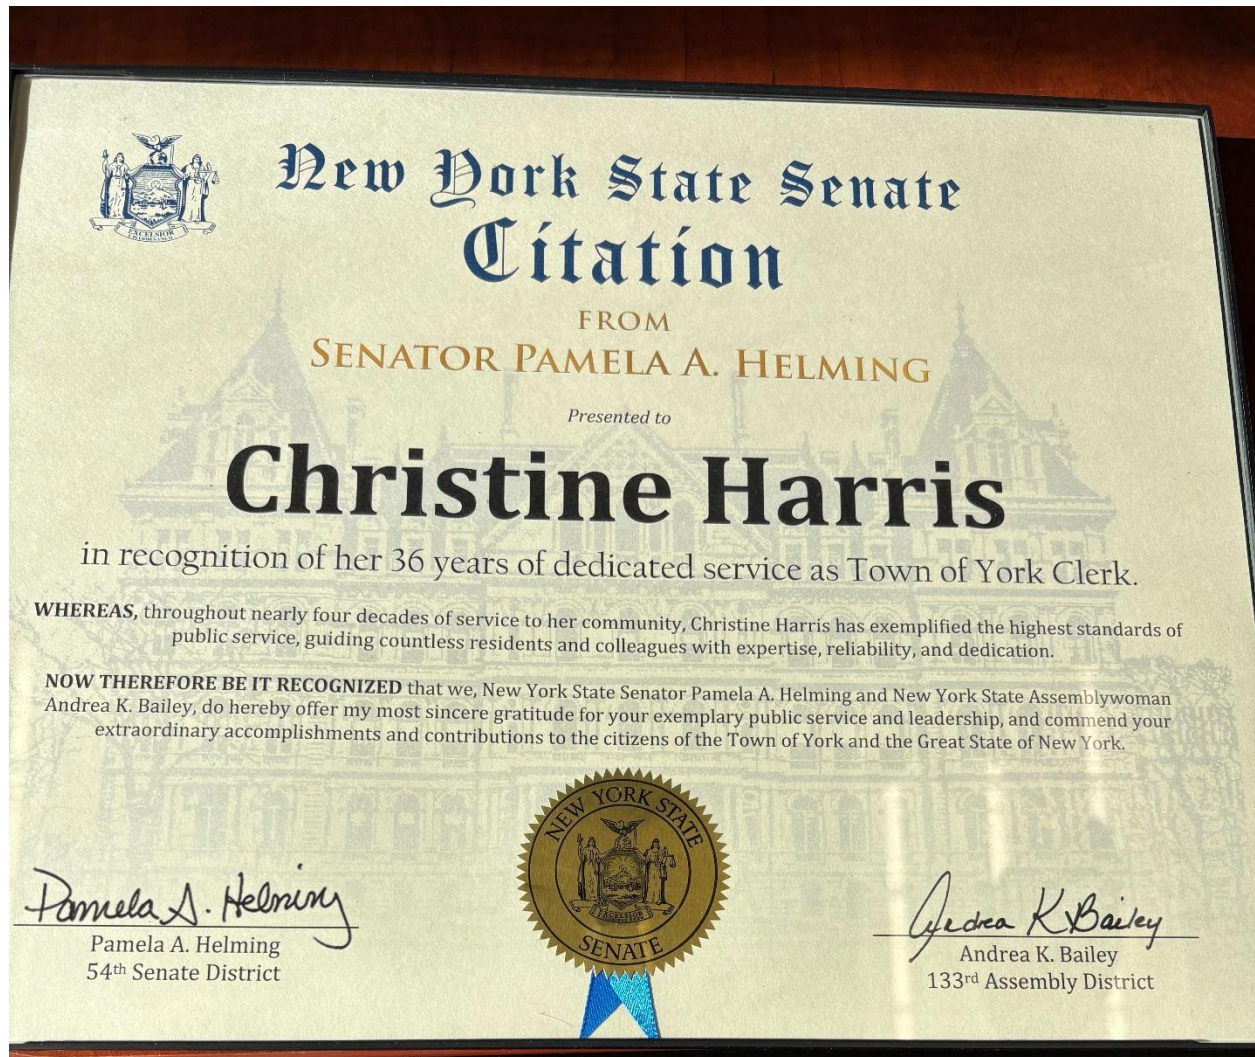 New York State Senate
Citation
FROM
SENATOR PAMELA A. HELMING
Presented to
Christine Harris
in recognition of her 36 years of dedicated service as Town of York Clerk.
WHEREAS, throughout nearly four decades of service to her community, Christine Harris has exemplified the highest standards of
public service, guiding countless residents and colleagues with expertise, reliability, and dedication.
NOW THEREFORE BE IT RECOGNIZED that we, New York State Senator Pamela A. Helming and New York State Assemblywoman
Andrea K. Bailey, do hereby offer my most sincere gratitude for your exemplary public service and leadership, and commend your
extraordinary accomplishments and contributions to the citizens of the Town of York and the Great State of New York.
EXCELSIOR
NEW YORK STATE
EXCELSIOR
SENATE
Pamela A. Helming
Pamela A. Helming
54th Senate District
Andrea K Bailey
Andrea K. Bailey
133rd Assembly District